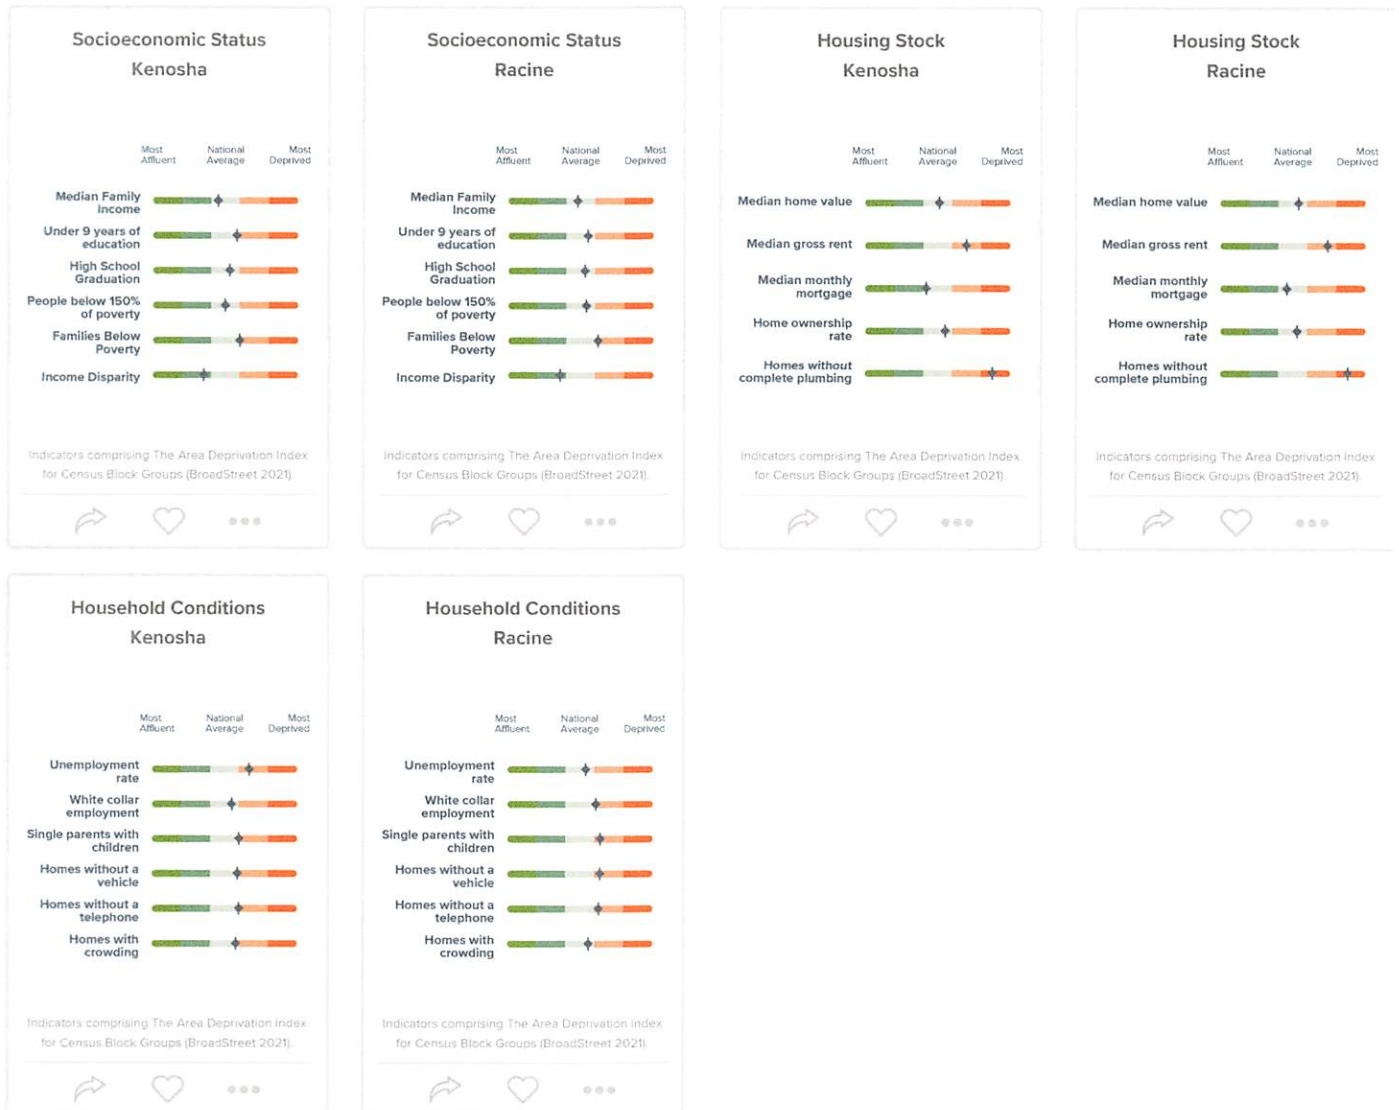 Socioeconomic Status
Kenosha
Most
Affluent
National
Average
Most
Deprived
Median Family
Income
Under 9 years of
education
High School
Graduation
People below 150%
of poverty
Families Below
Poverty
Income Disparity
Indicators comprising The Area Deprivation Index
for Census Block Groups (BroadStreet 2021)
Socioeconomic Status
Racine
Most
Affluent
National
Average
Most
Deprived
Median Family
Income
Under 9 years of
education
High School
Graduation
People below 150%
of poverty
Families Below
Poverty
Income Disparity
Indicators comprising The Area Deprivation Index
for Census Block Groups (BroadStreet 2021).
Housing Stock
Kenosha
Most
Affluent
National
Average
Most
Deprived
Median home value
Median gross rent
Median monthly
mortgage
Home ownership
rate
Homes without
complete plumbing
Indicators comprising The Area Deprivation Index
for Census Block Groups (BroadStreet 2021).
Housing Stock
Racine
Most
Affluent
National
Average
Most
Deprived
Median home value
Median gross rent
Median monthly
mortgage
Home ownership
rate
Homes without
complete plumbing
Indicators comprising The Area Deprivation Index
for Census Block Groups (BroadStreet 2021).
Household Conditions
Kenosha
Most
Affluent
National
Average
Most
Deprived
Unemployment
rate
White collar
employment
Single parents with
children
Homes without a
vehicle
Homes without a
telephone
Homes with
crowding
Indicators comprising The Area Deprivation Index
for Census Block Groups (BroadStreet 2021).
Household Conditions
Racine
Most
Affluent
National
Average
Most
Deprived
Unemployment
rate
White collar
employment
Single parents with
children
Homes without a
vehicle
Homes without a
telephone
Homes with
crowding
Indicators comprising The Area Deprivation Index
for Census Block Groups (BroadStreet 2021).